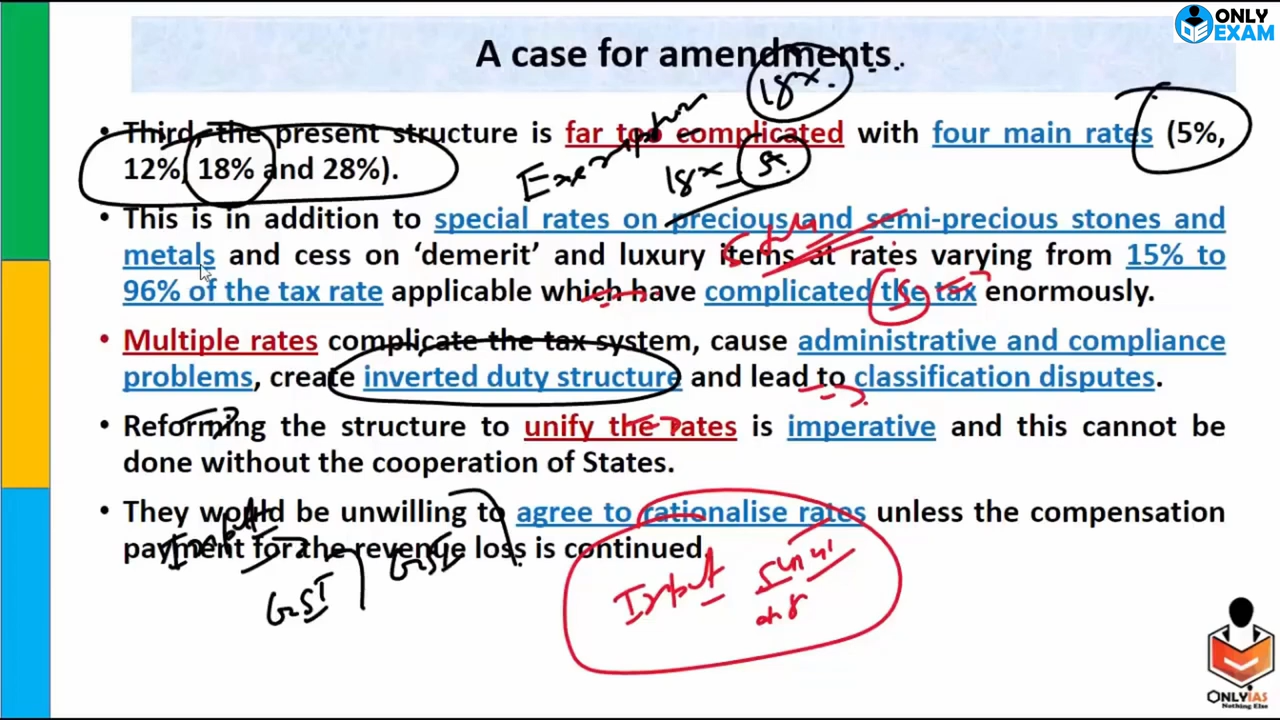 ONLY
EXAM
A case for amendments.
18%.
• Third, the present structure is far too complicated with four main rates (5%,
Exemption
12%, 18% and 28%).
18%
5%
• This is in addition to special rates on precious and semi-precious stones and
metals and cess on ‘demerit’ and luxury items at rates varying from 15% to
96% of the tax rate applicable which have complicated the tax enormously.
• Multiple rates complicate the tax system, cause administrative and compliance
problems, create inverted duty structure and lead to classification disputes.
• Reforming the structure to unify the rates is imperative and this cannot be
done without the cooperation of States.
• They would be unwilling to agree to rationalise rates unless the compensation
payment for the revenue loss is continued.
GST
GST
Input
ONLYIAS
Nothing Else